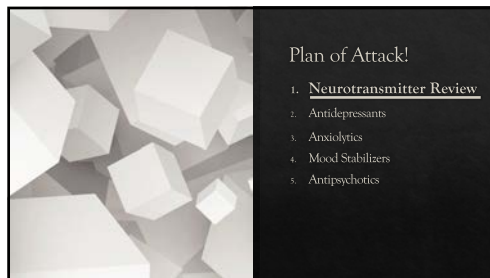 Plan of Attack!
1. Neurotransmitter Review
2. Antidepressants
3. Anxiolytics
4. Mood Stabilizers
5. Antipsychotics